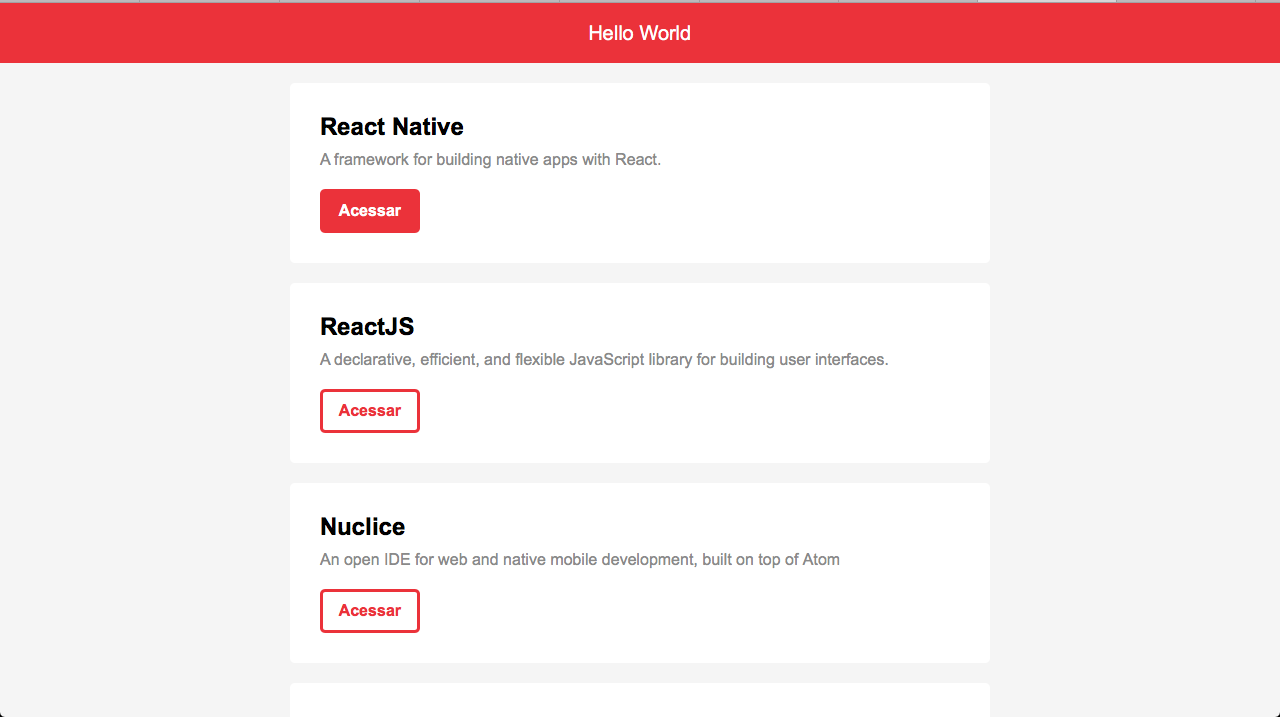 Hello World
React Native
A framework for building native apps with React.
Acessar
ReactJS
A declarative, efficient, and flexible JavaScript library for building user interfaces.
Acessar
Nuclice
An open IDE for web and native mobile development, built on top of Atom
Acessar